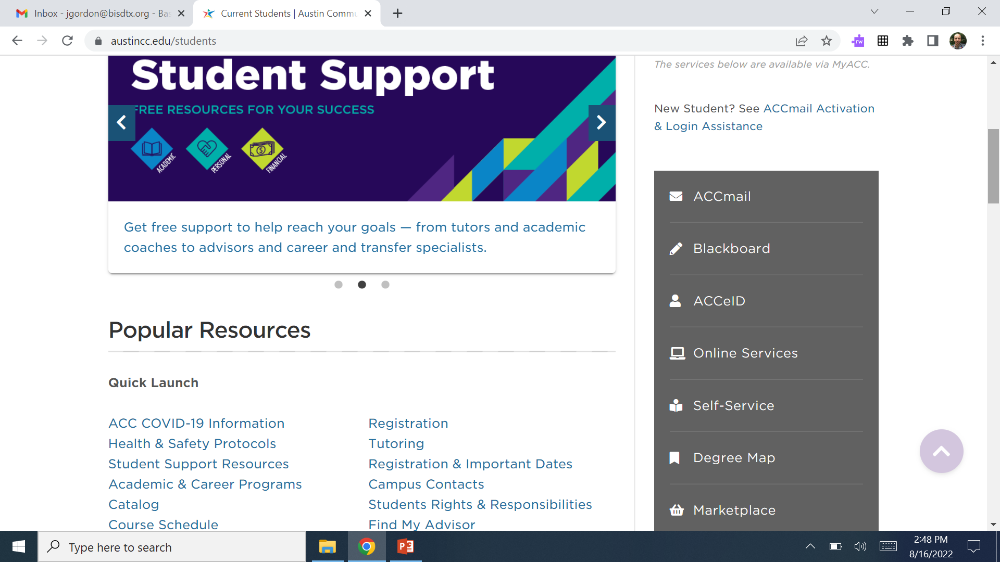 Inbox - jgordon@bisdtx.org - Bas
Current Students | Austin Commu
austincc.edu/students
rw
Student Support
FREE RESOURCES FOR YOUR SUCCESS
ACADEMIC
PERSONAL
FINANCIAL
Get free support to help reach your goals — from tutors and academic
coaches to advisors and career and transfer specialists.
Popular Resources
Quick Launch
ACC COVID-19 Information
Health & Safety Protocols
Student Support Resources
Academic & Career Programs
Catalog
Course Schedule
Registration
Tutoring
Registration & Important Dates
Campus Contacts
Students Rights & Responsibilities
Find My Advisor
The services below are available via MyACC.
New Student? See ACCmail Activation
& Login Assistance
ACCmail
Blackboard
ACCeID
Online Services
Self-Service
Degree Map
Marketplace
Type here to search
2:48 PM
8/16/2022